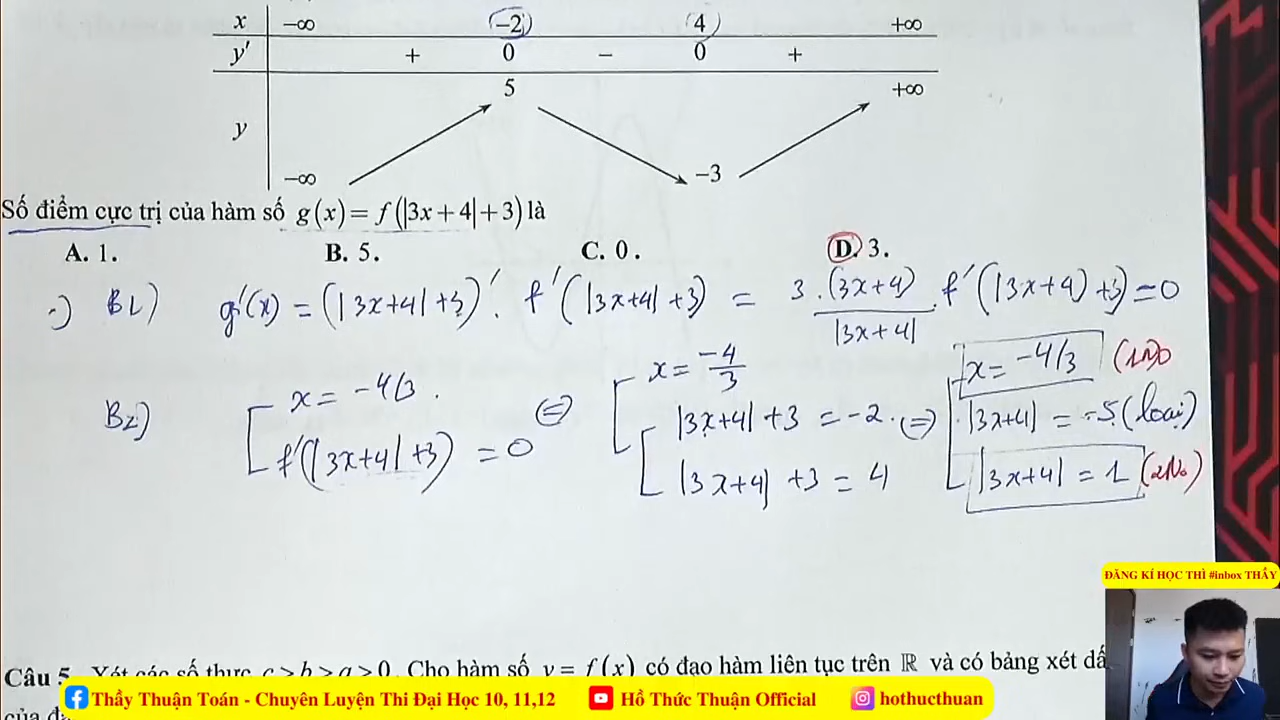 x −∞ (−2) (4) +∞
y' + 0 − 0 +
5 +∞
y
−∞ −3
Số điểm cực trị của hàm số g(x) = f(|3x+4|+3) là
A. 1. B. 5. C. 0. D. 3.
.) B1) g'(x) = (|3x+4|+3)'. f'(|3x+4|+3) = 3.(3x+4)/|3x+4| . f'(|3x+4|+3) = 0
B2) [ x = -4/3. f'(|3x+4|+3) = 0 ⇔ [ x = -4/3 |3x+4|+3 = -2. |3x+4|+3 = 4 ⇔ [ x = -4/3 (1N0) |3x+4| = -5 (loại) |3x+4| = 1 (2N0)
ĐĂNG KÍ HỌC THÌ #inbox THẦY
Câu 5. Xét các số thực c > b > a > 0. Cho hàm số y = f(x) có đạo hàm liên tục trên ℝ và có bảng xét dấ
của
Thầy Thuận Toán - Chuyên Luyện Thi Đại Học 10, 11,12 Hồ Thức Thuận Official hothucthuan